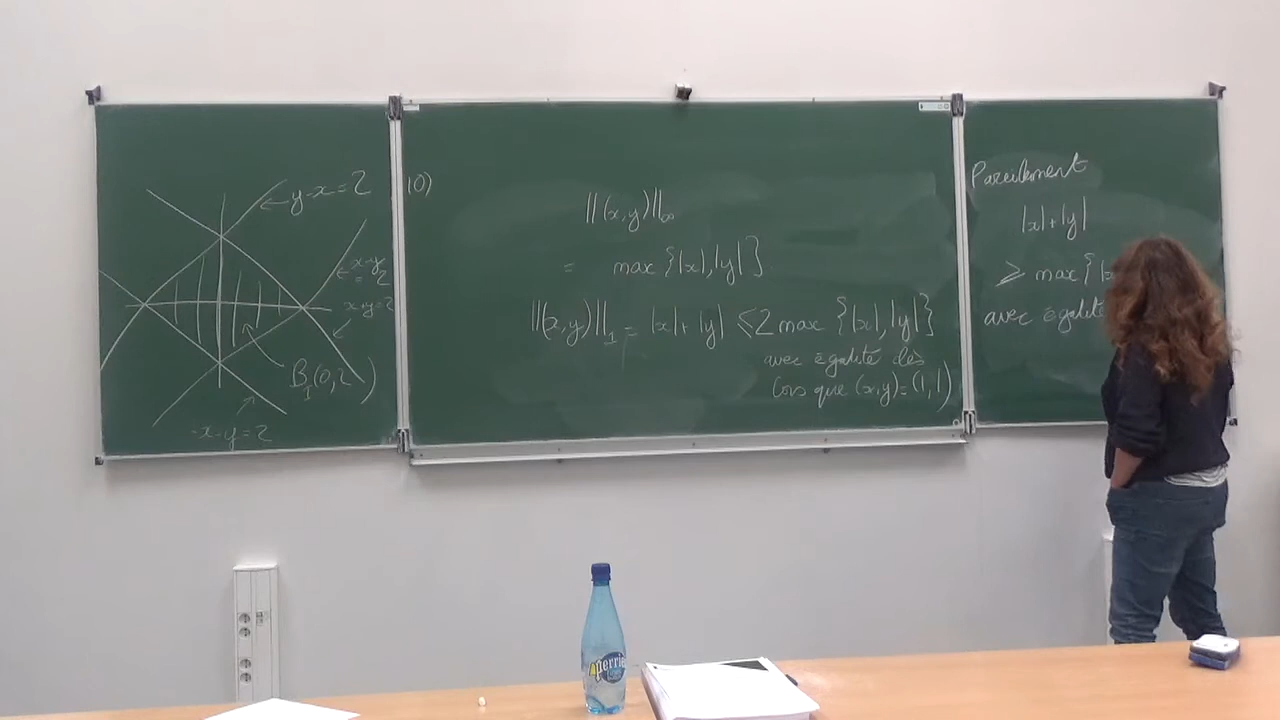 y-x=2
x-y
=2
x+y=2
B₁(0,2)
-x-y=2
10)
||(x,y)||∞
= max{|x|,|y|}
||(x,y)||₁ = |x|+|y| ⩽ 2 max{|x|,|y|}
avec égalité dès
lors que (x,y)=(1,1)
Pareillement
|x|+|y|
⩾ max{
avec égalité
perrier